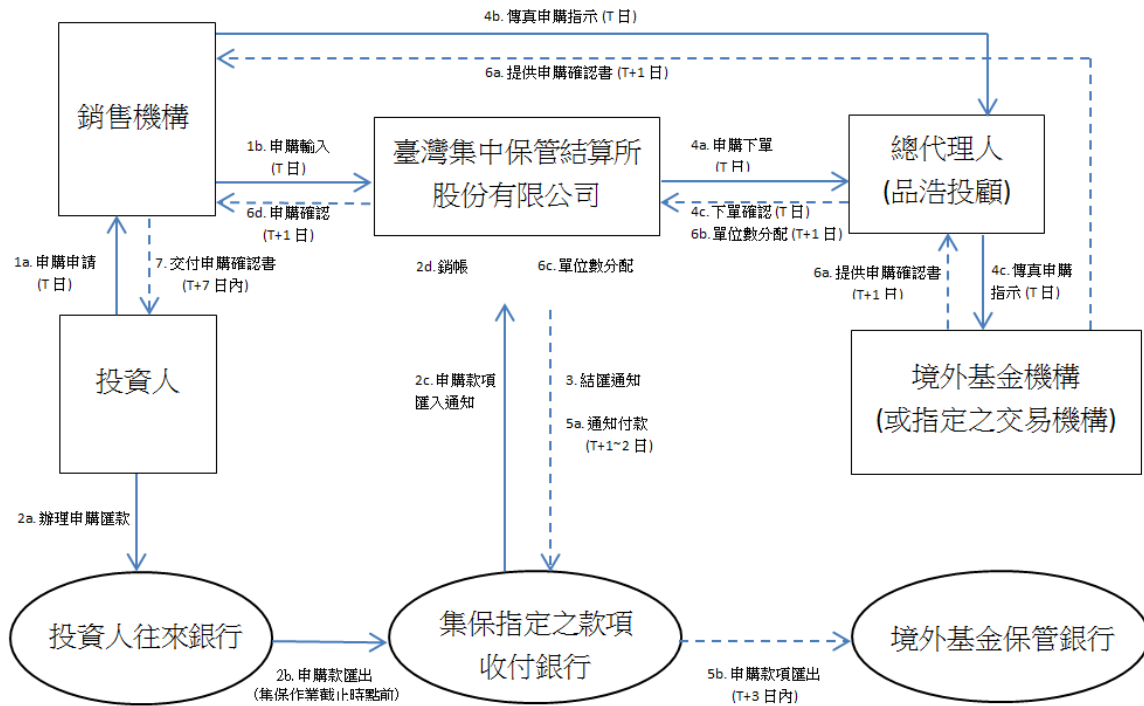 4b. 傳真申購指示 (T 日)
6a. 提供申購確認書 (T+1 日)
銷售機構
1b. 申購輸入
(T 日)
6d. 申購確認
(T+1 日)
臺灣集中保管結算所
股份有限公司
4a. 申購下單
(T 日)
4c. 下單確認 (T 日)
6b. 單位數分配 (T+1 日)
總代理人
(品浩投顧)
1a. 申購申請
(T 日)
7. 交付申購確認書
(T+7 日內)
2d. 銷帳
6c. 單位數分配
6a. 提供申購確認書
(T+1 日)
4c. 傳真申購
指示 (T 日)
投資人
2c. 申購款項
匯入通知
3. 結匯通知
5a. 通知付款
(T+1~2 日)
境外基金機構
(或指定之交易機構)
2a. 辦理申購匯款
投資人往來銀行
2b. 申購款匯出
(集保作業截止時點前)
集保指定之款項
收付銀行
5b. 申購款項匯出
(T+3 日內)
境外基金保管銀行